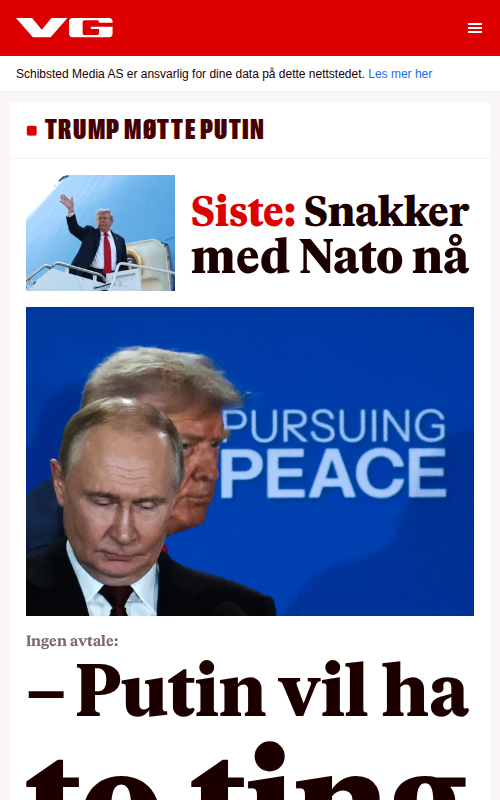 VG
Schibsted Media AS er ansvarlig for dine data på dette nettstedet. Les mer her
TRUMP MØTTE PUTIN
Siste: Snakker
med Nato nå
PURSUING
PEACE
Ingen avtale:
– Putin vil ha
to ting